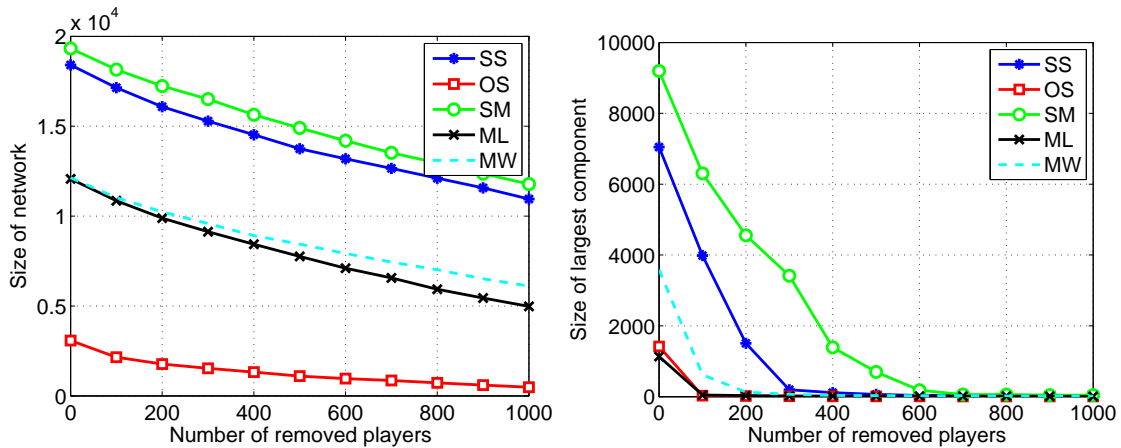 x 10^4
2
1.5
1
0.5
0
0 200 400 600 800 1000
Size of network
Number of removed players
SS
OS
SM
ML
MW
10000
8000
6000
4000
2000
0
0 200 400 600 800 1000
Size of largest component
Number of removed players
SS
OS
SM
ML
MW